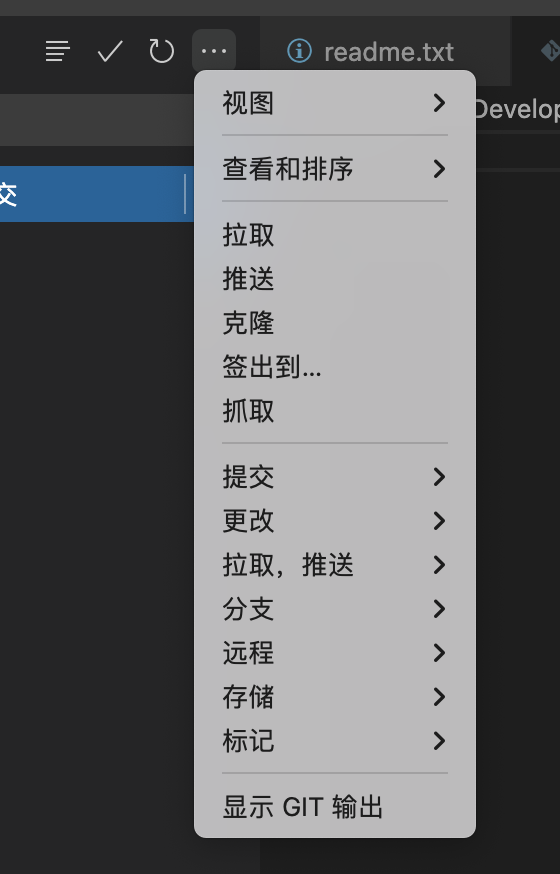 readme.txt
Develop
交
视图
查看和排序
拉取
推送
克隆
签出到...
抓取
提交
更改
拉取，推送
分支
远程
存储
标记
显示 GIT 输出